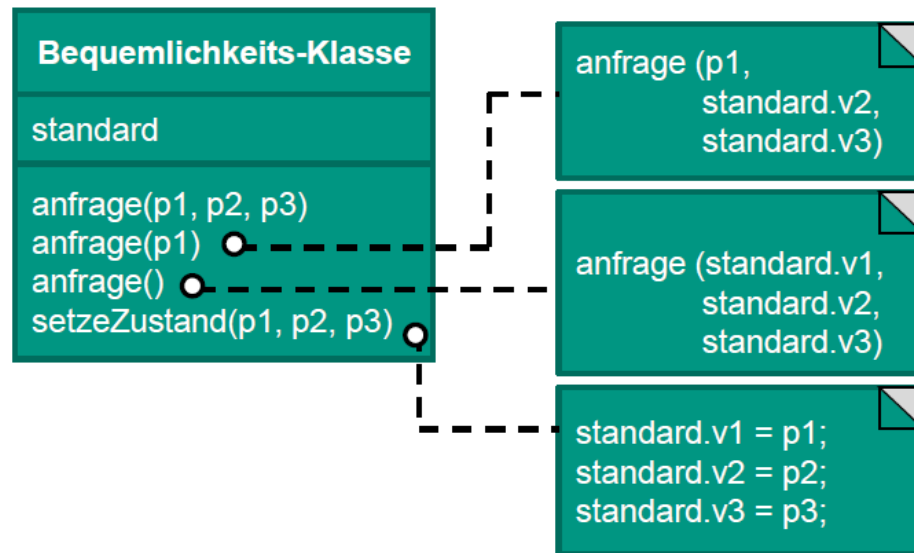 Bequemlichkeits-Klasse
standard
anfrage(p1, p2, p3)
anfrage(p1)
anfrage()
setzeZustand(p1, p2, p3)
anfrage (p1,
standard.v2,
standard.v3)
anfrage (standard.v1,
standard.v2,
standard.v3)
standard.v1 = p1;
standard.v2 = p2;
standard.v3 = p3;